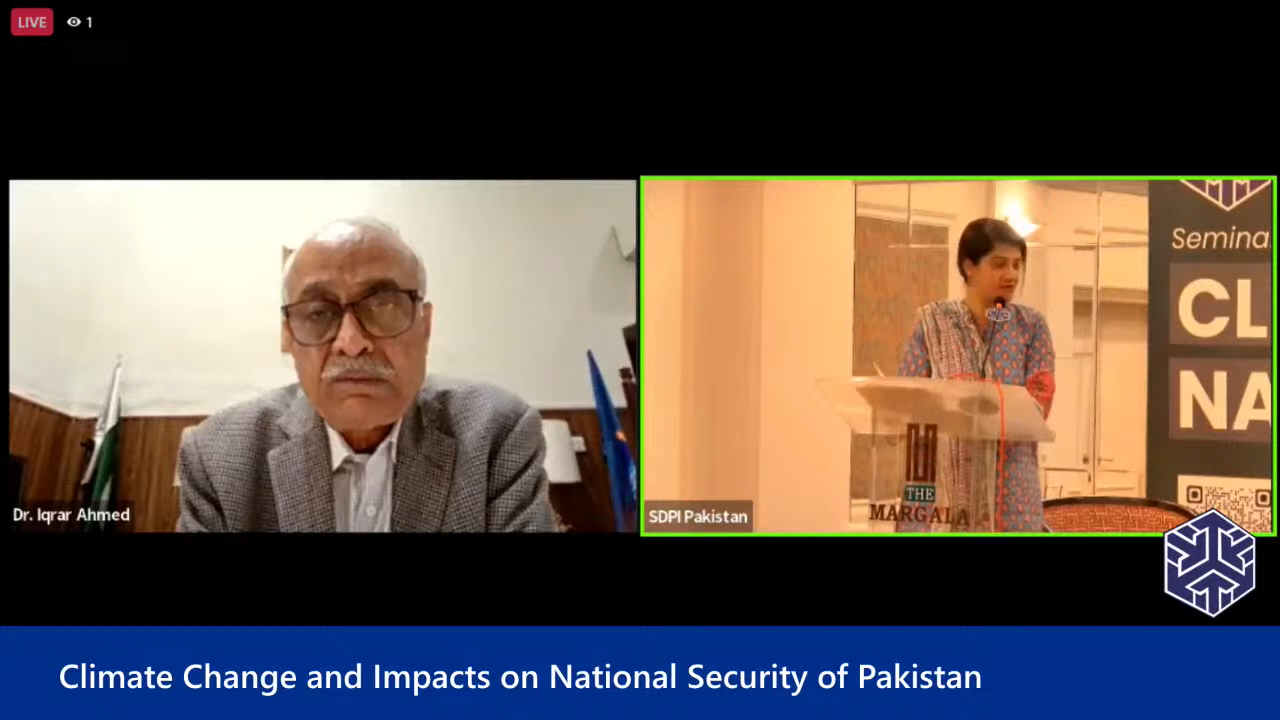 LIVE 1
Semina
CL
NA
THE
MARGALA
Dr. Iqrar Ahmed
SDPI Pakistan
Climate Change and Impacts on National Security of Pakistan